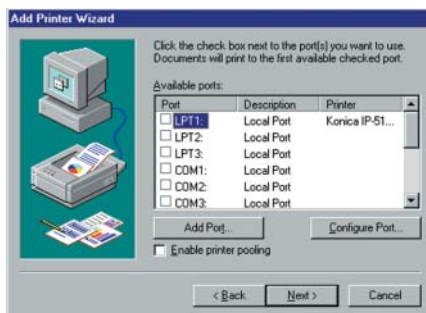 Add Printer Wizard
Click the check box next to the port(s) you want to use.
Documents will print to the first available checked port.
Available ports:
Port Description Printer
LPT1: Local Port Konica IP-51...
LPT2: Local Port
LPT3: Local Port
COM1: Local Port
COM2: Local Port
COM3: Local Port
Add Port... Configure Port...
Enable printer pooling
< Back Next > Cancel